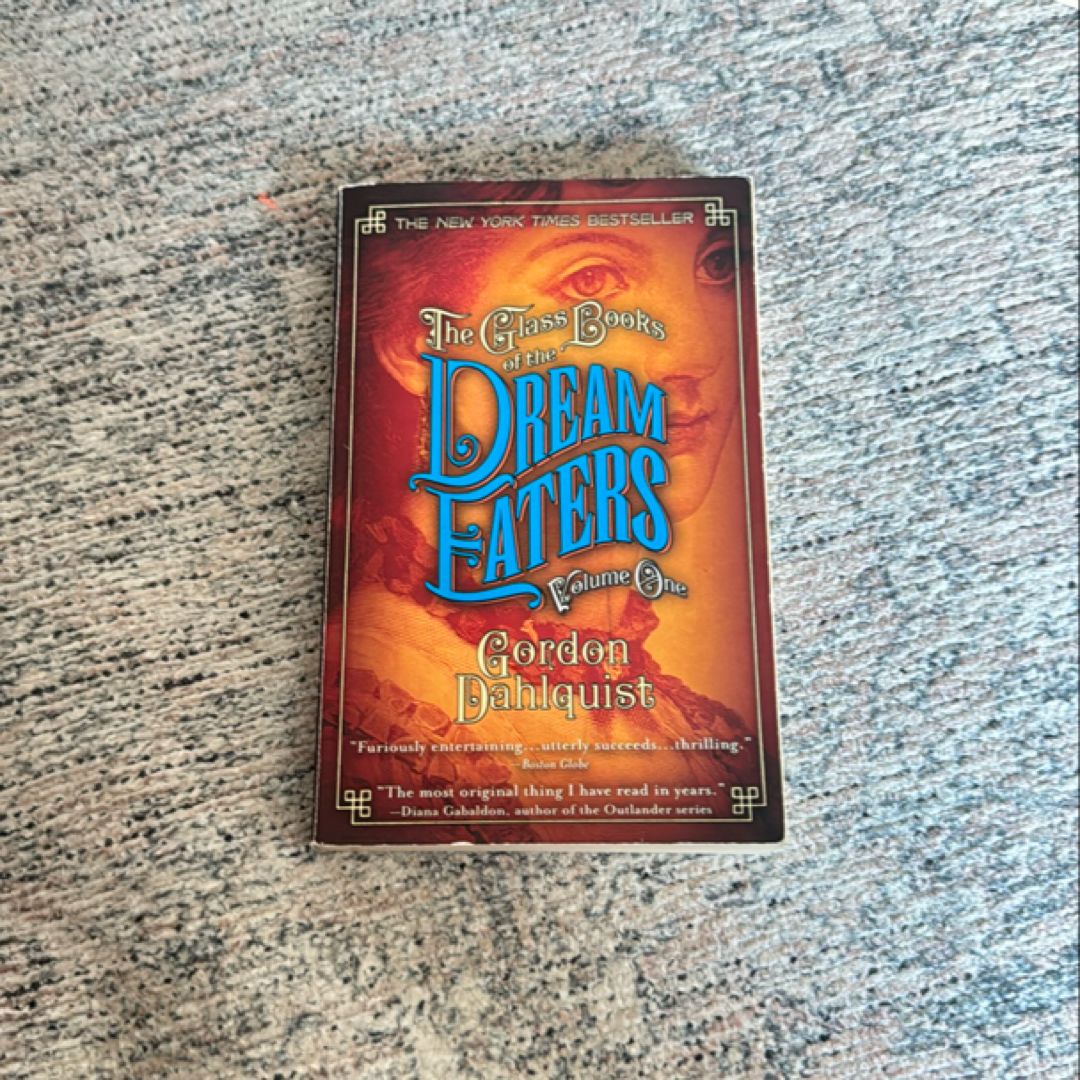 THE NEW YORK TIMES BESTSELLER
The Glass Books
of the
DREAM
EATERS
Volume One
Gordon
Dahlquist
"Furiously entertaining...utterly succeeds...thrilling."
—Boston Globe
"The most original thing I have read in years."
—Diana Gabaldon, author of the Outlander series